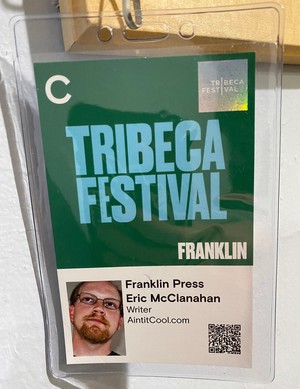 C
TRIBECA
FESTIVAL
TRIBECA
FESTIVAL
FRANKLIN
Franklin Press
Eric McClanahan
Writer
AintitCool.com